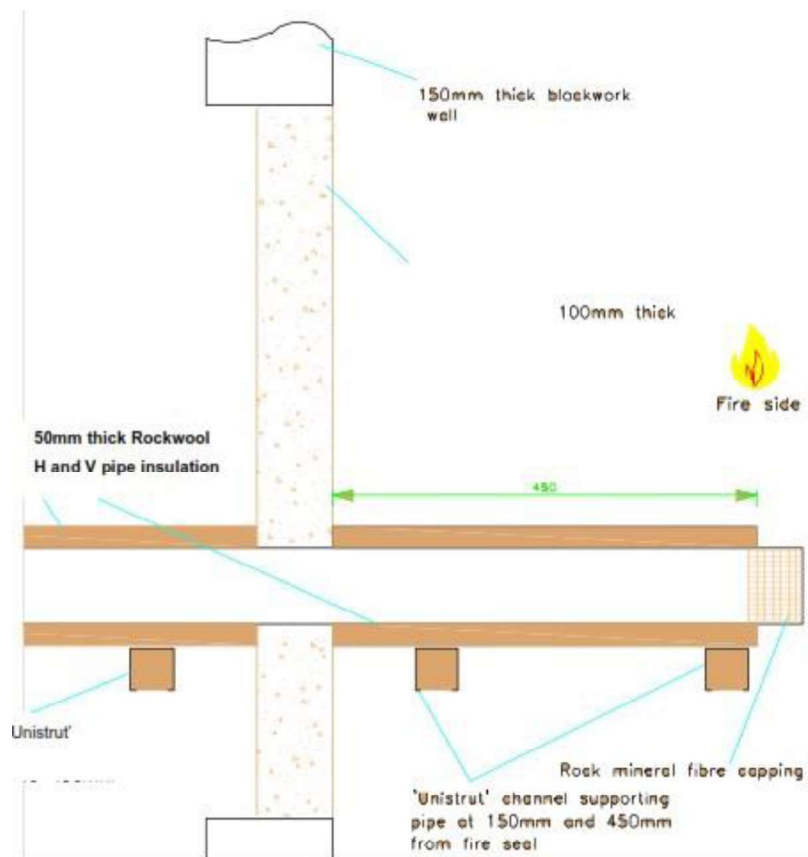 150mm thick blockwork
wall
100mm thick
Fire side
50mm thick Rockwool
H and V pipe insulation
450
Unistrut'
Rock mineral fibre capping
'Unistrut' channel supporting
pipe at 150mm and 450mm
from fire seal